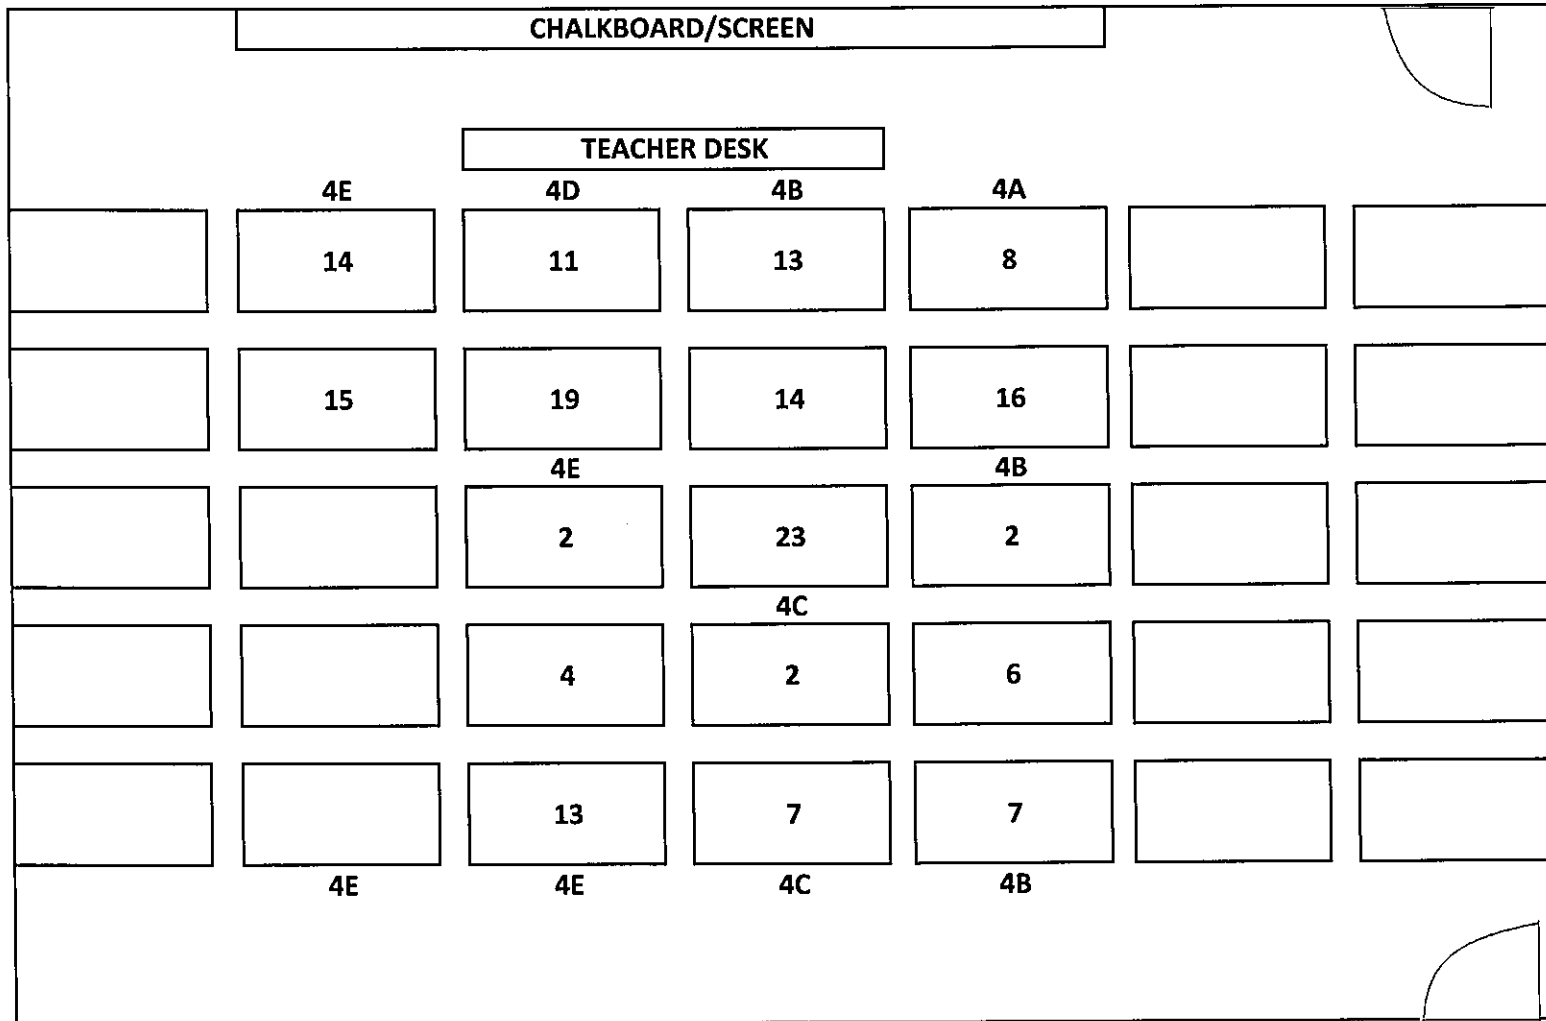 CHALKBOARD/SCREEN
TEACHER DESK
4E 4D 4B 4A
14 11 13 8
15 19 14 16
4E 4B
2 23 2
4C
4 2 6
13 7 7
4E 4E 4C 4B